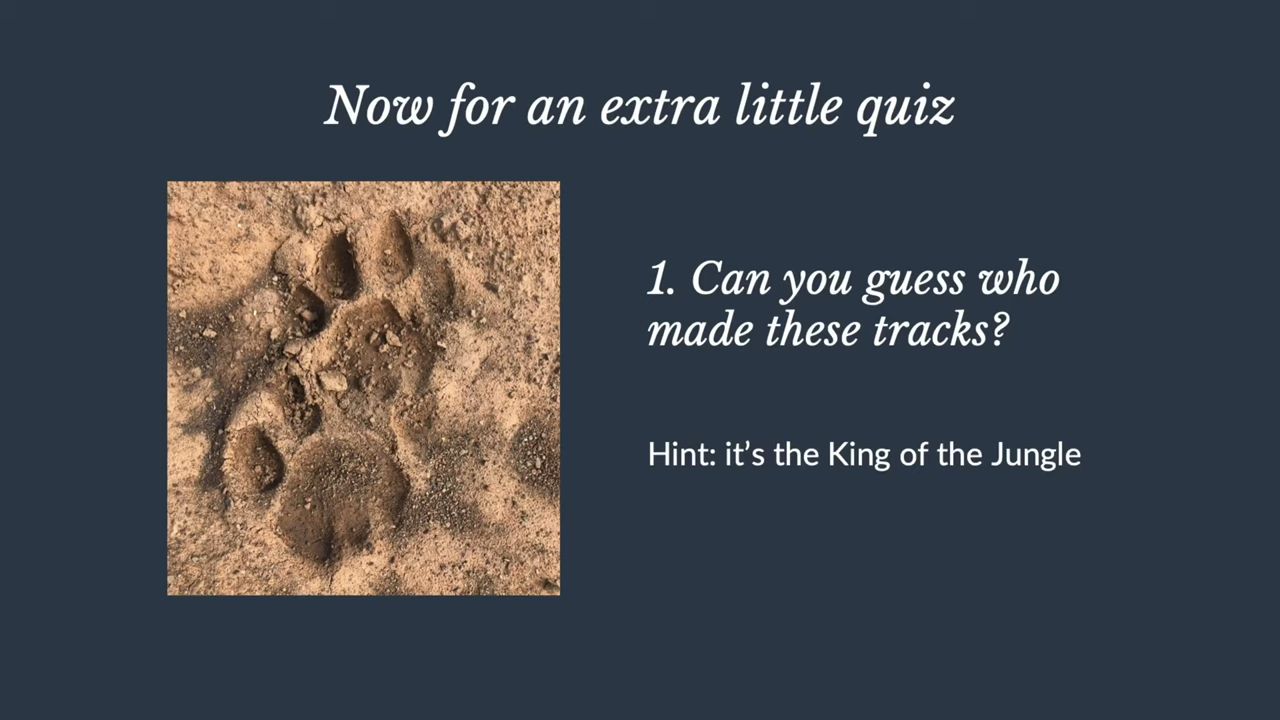 Now for an extra little quiz
1. Can you guess who
made these tracks?
Hint: it’s the King of the Jungle